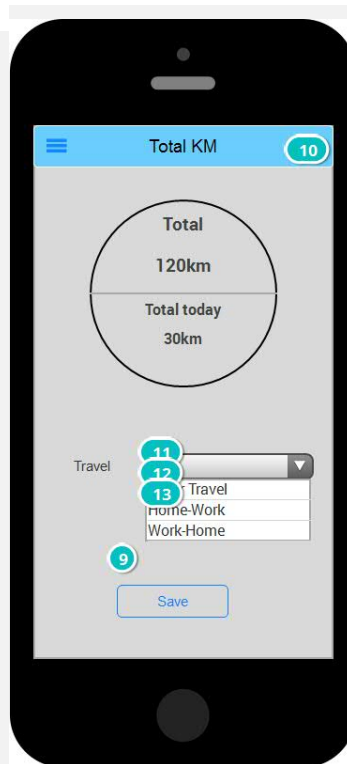 Total KM
10
Total
120km
Total today
30km
11
Travel
12
13
Travel
Home-Work
Work-Home
9
Save